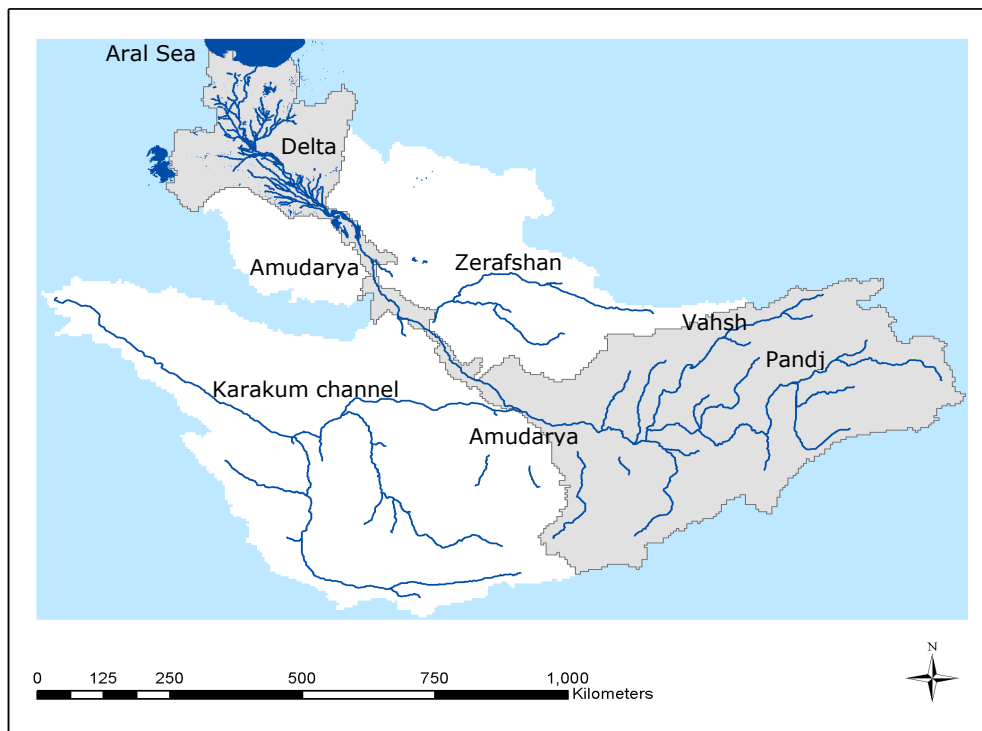 Aral Sea
Delta
Amudarya
Zerafshan
Vahsh
Pandj
Karakum channel
Amudarya
N
0 125 250 500 750 1,000
Kilometers